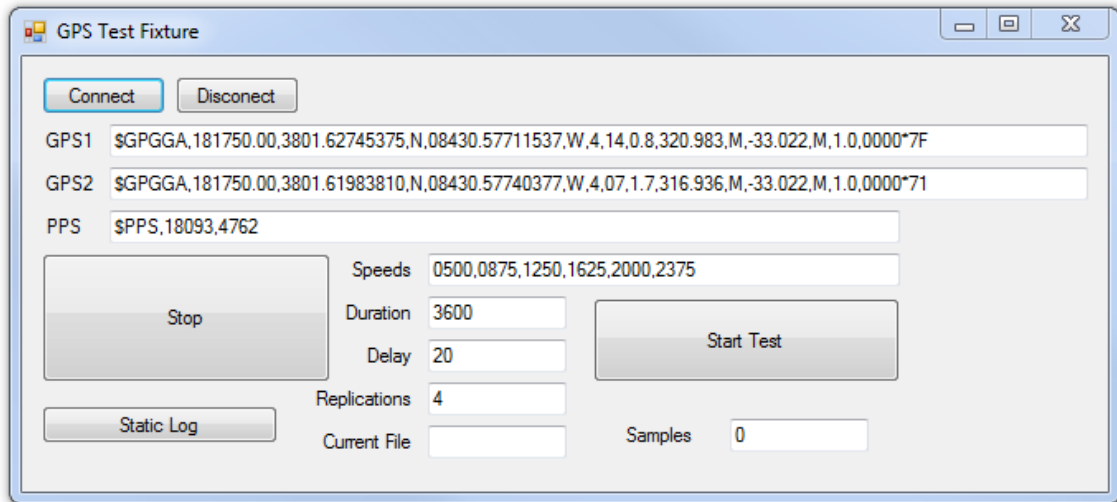 GPS Test Fixture
Connect Disconect
GPS1 $GPGGA,181750.00,3801.62745375,N,08430.57711537,W,4,14,0.8,320.983,M,-33.022,M,1.0,0000*7F
GPS2 $GPGGA,181750.00,3801.61983810,N,08430.57740377,W,4,07,1.7,316.936,M,-33.022,M,1.0,0000*71
PPS $PPS,18093,4762
Speeds 0500,0875,1250,1625,2000,2375
Stop Duration 3600 Start Test
Delay 20
Replications 4
Static Log Current File Samples 0